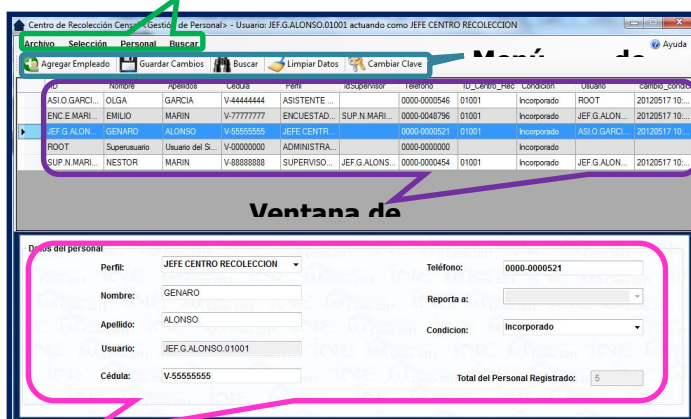 Centro de Recolección Censal <Gestión de Personal> - Usuario: JEF.G.ALONSO.01001 actuando como JEFE CENTRO RECOLECCION
Archivo Selección Personal Buscar Ayuda
Agregar Empleado Guardar Cambios Buscar Limpiar Datos Cambiar Clave
Menú de
ID Nombre Apellidos Cedula Perfil IdSupervisor Telefono ID_Centro_Rec Condicion Usuario cambio_condic
ASI.O.GARCI... OLGA GARCIA V-44444444 ASISTENTE ... 0000-0000546 01001 Incorporado ROOT 20120517 10:...
ENC.E.MARI... EMILIO MARIN V-77777777 ENCUESTAD... SUP.N.MARI... 0000-0048796 01001 Incorporado JEF.G.ALON... 20120517 10:...
JEF.G.ALON... GENARO ALONSO V-55555555 JEFE CENTR... 0000-0000521 01001 Incorporado ASI.O.GARCI... 20120517 10:...
ROOT Superusuario Usuario del Si... V-00000000 ADMINISTRA... 0000-0000000 Incorporado
SUP.N.MARI... NESTOR MARIN V-88888888 SUPERVISO... JEF.G.ALONS... 0000-0000454 01001 Incorporado JEF.G.ALON... 20120517 10:...
Ventana de
Datos del personal
Perfil: JEFE CENTRO RECOLECCION Teléfono: 0000-0000521
Nombre: GENARO Reporta a:
Apellido: ALONSO Condicion: Incorporado
Usuario: JEF.G.ALONSO.01001
Cédula: V-55555555 Total del Personal Registrado: 5